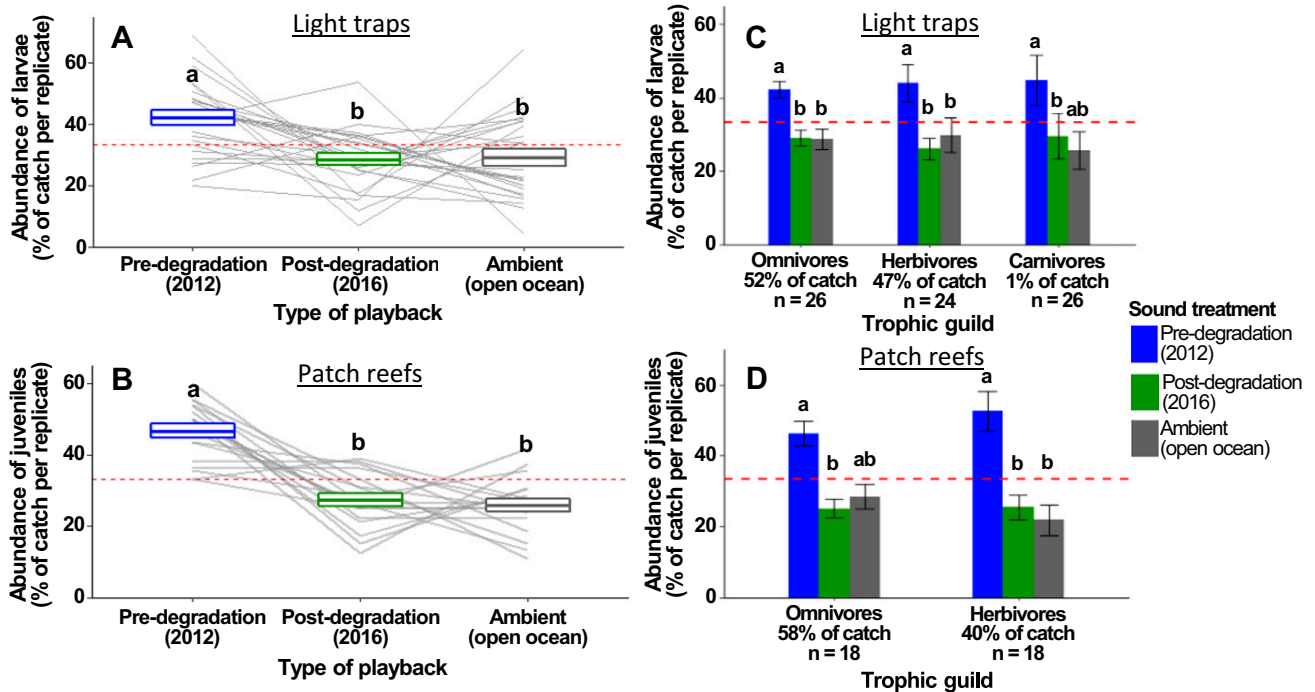 A
Light traps
Abundance of larvae
(% of catch per replicate)
60
40
20
0
a
b
b
Pre-degradation
(2012)
Post-degradation
(2016)
Ambient
(open ocean)
Type of playback
B
Patch reefs
Abundance of juveniles
(% of catch per replicate)
60
40
20
0
a
b
b
Pre-degradation
(2012)
Post-degradation
(2016)
Ambient
(open ocean)
Type of playback
C
Light traps
Abundance of larvae
(% of catch per replicate)
60
40
20
0
a
b
b
a
b
b
a
b
ab
Omnivores
52% of catch
n = 26
Herbivores
47% of catch
n = 24
Carnivores
1% of catch
n = 26
Trophic guild
D
Patch reefs
Abundance of juveniles
(% of catch per replicate)
60
40
20
0
a
b
ab
a
b
b
Omnivores
58% of catch
n = 18
Herbivores
40% of catch
n = 18
Trophic guild
Sound treatment
Pre-degradation
(2012)
Post-degradation
(2016)
Ambient
(open ocean)